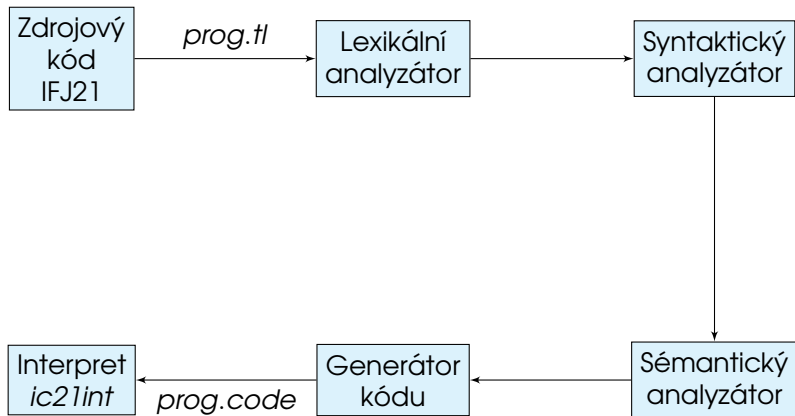 Zdrojový
kód
IFJ21
prog.tl
Lexikální
analyzátor
Syntaktický
analyzátor
Interpret
ic21int
prog.code
Generátor
kódu
Sémantický
analyzátor